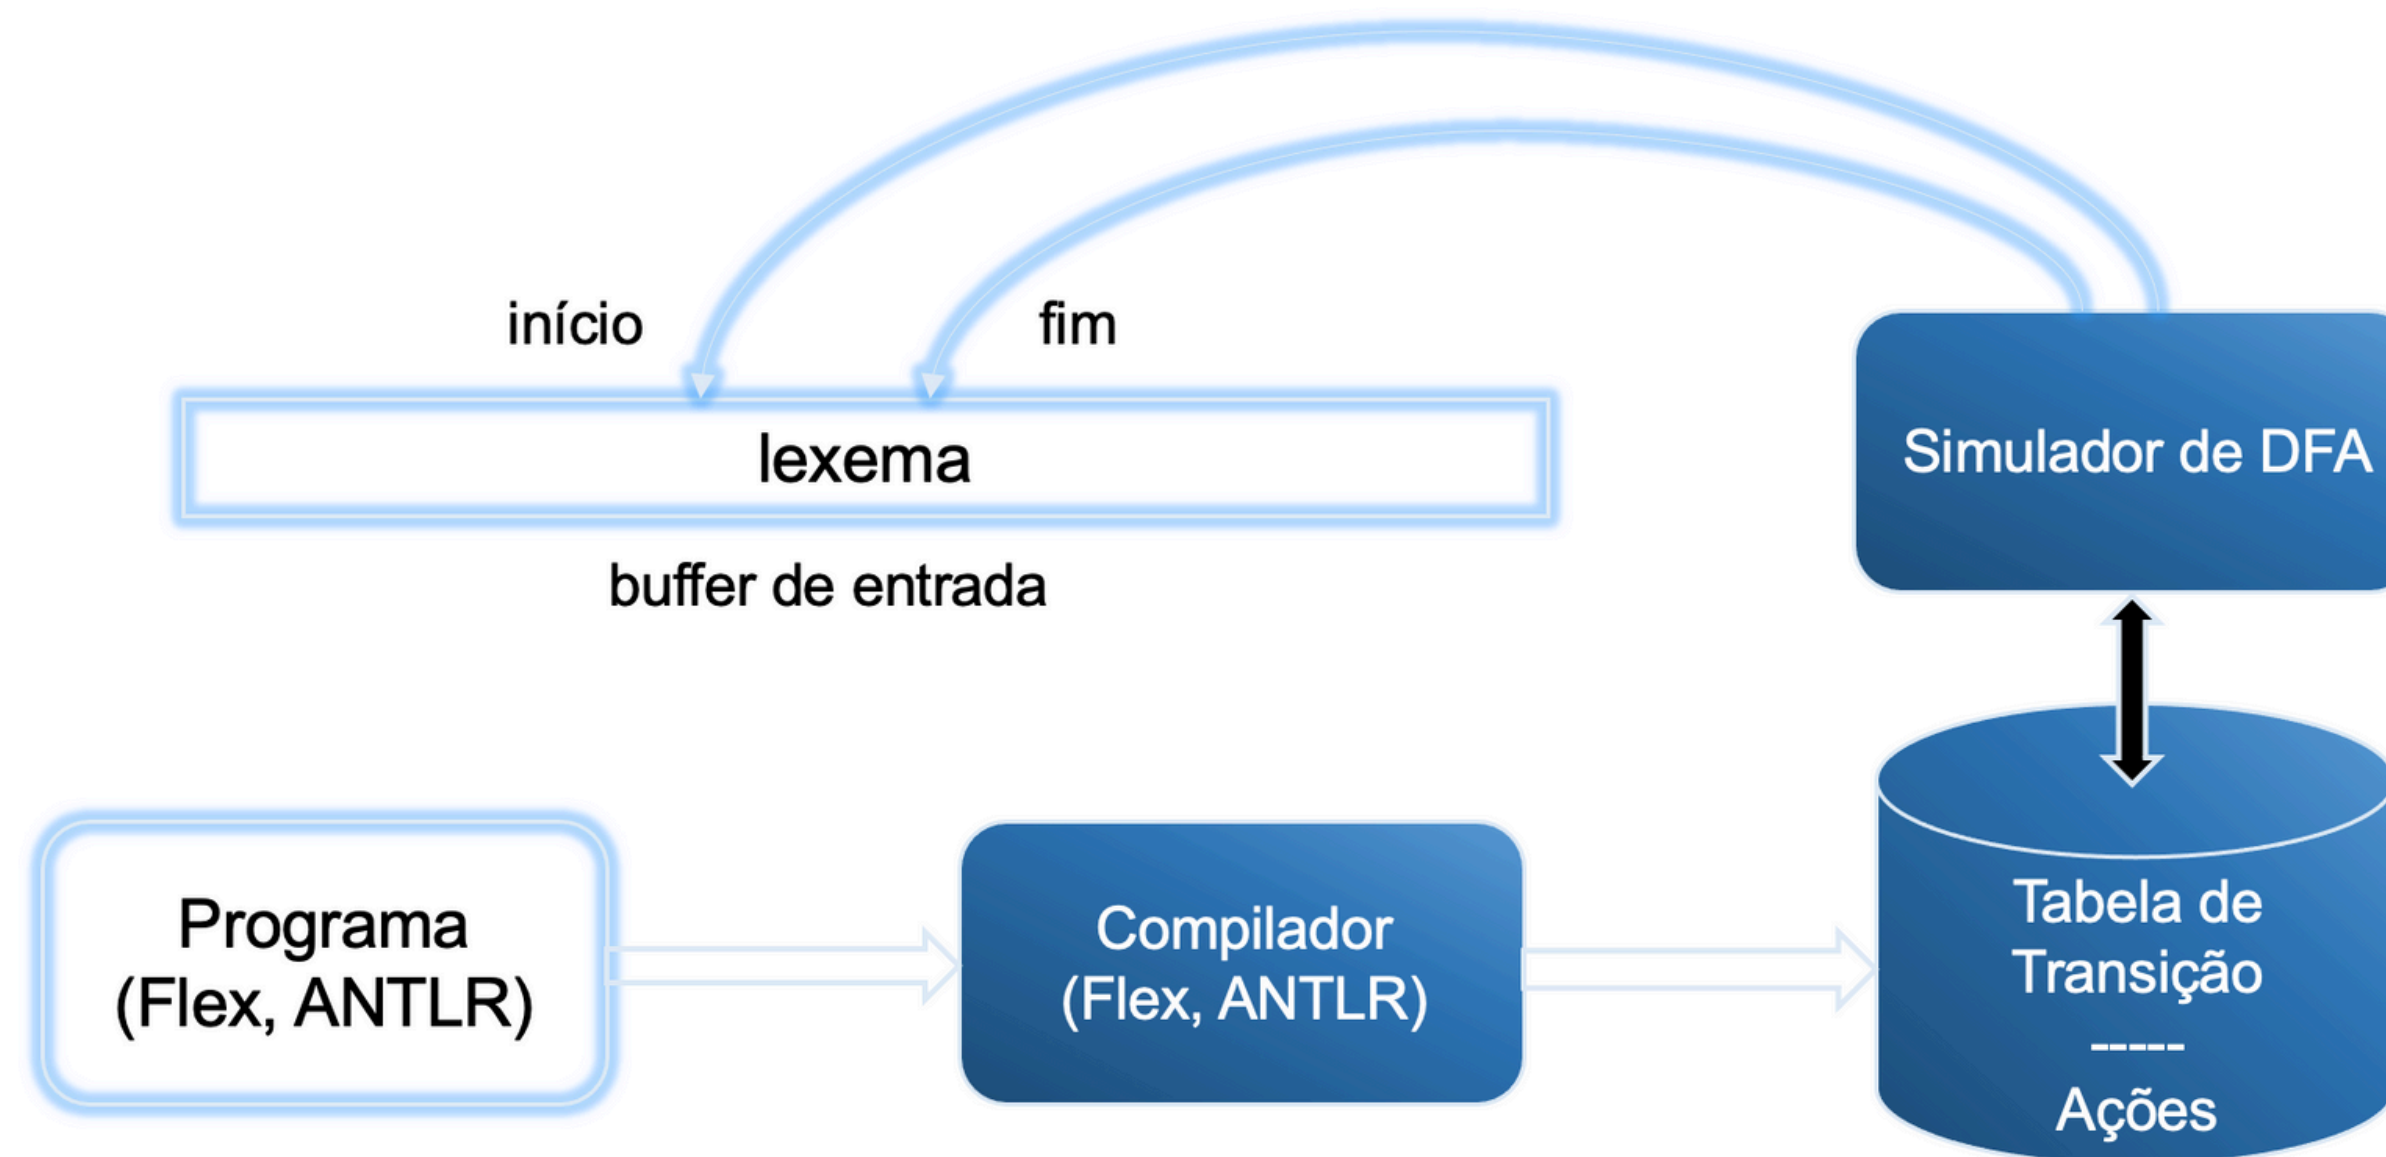 início
fim
lexema
Simulador de DFA
buffer de entrada
Programa
(Flex, ANTLR)
Compilador
(Flex, ANTLR)
Tabela de
Transição
-----
Ações